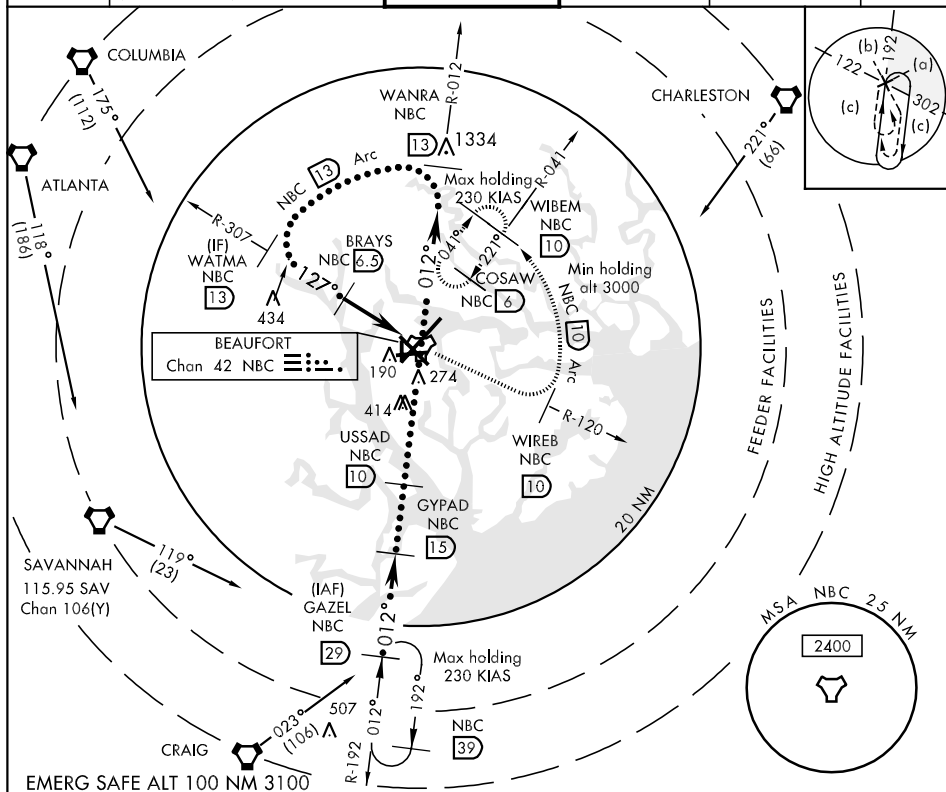 COLUMBIA
175°
(112)
ATLANTA
118°
(186)
CHARLESTON
221°
(66)
(b)
192
(a)
122
302
(c)
(c)
R-012
WANRA
NBC
13
1334
NBC 13 Arc
Max holding
230 KIAS
R-041
WIBEM
NBC
10
R-307
(IF)
WATMA
NBC
13
BRAYS
NBC 6.5
127°
012°
041°
221°
COSAW
NBC 6
Min holding
alt 3000
NBC 10 Arc
434
BEAUFORT
Chan 42 NBC
190
274
414
R-120
WIREB
NBC
10
USSAD
NBC
10
GYPAD
NBC
15
20 NM
FEEDER FACILITIES
HIGH ALTITUDE FACILITIES
SAVANNAH
115.95 SAV
Chan 106(Y)
119°
(23)
(IAF)
GAZEL
NBC
29
012°
Max holding
230 KIAS
192°
012°
NBC
39
R-192
507
CRAIG
023°
(106)
MSA NBC 25 NM
2400
EMERG SAFE ALT 100 NM 3100